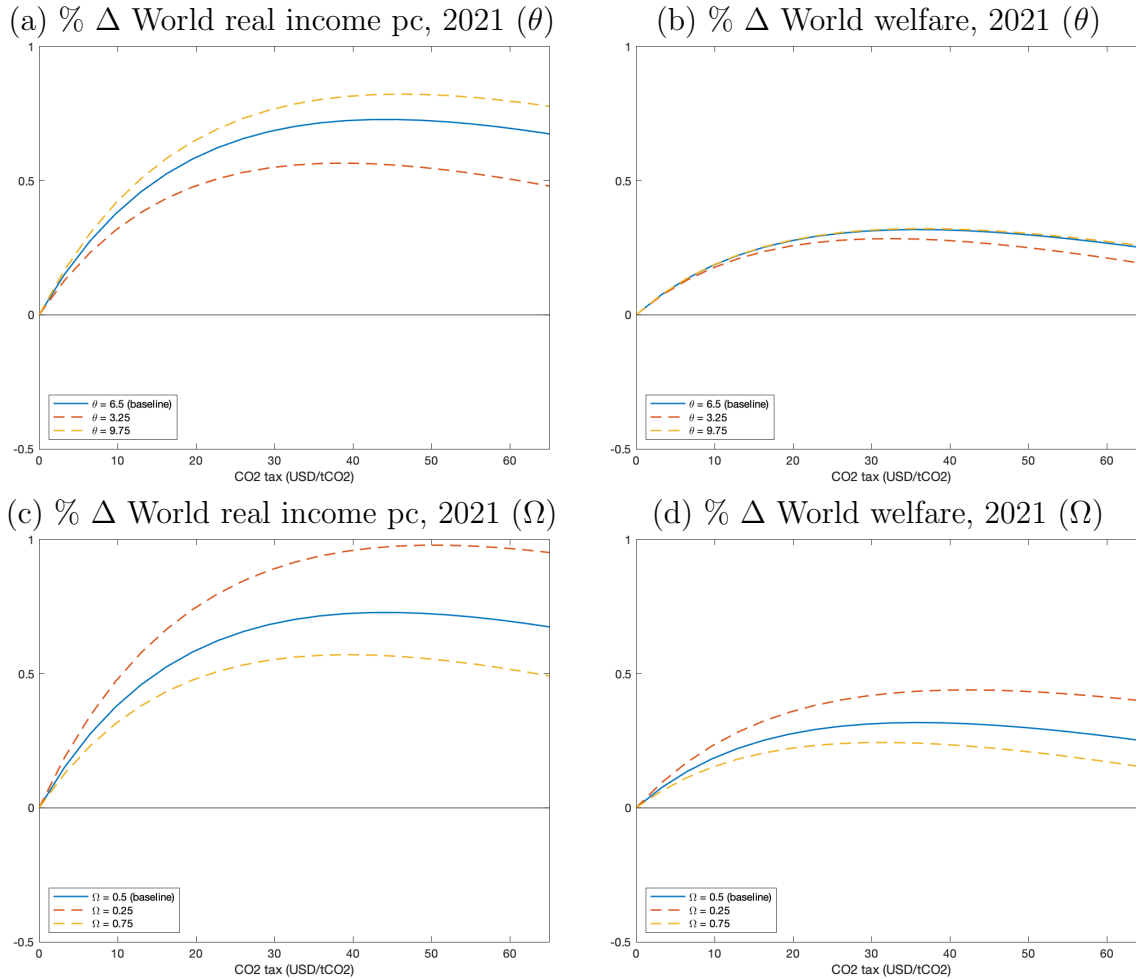 (a) % Δ World real income pc, 2021 (θ)
1
0.5
0
-0.5
θ = 6.5 (baseline)
θ = 3.25
θ = 9.75
0 10 20 30 40 50 60
CO2 tax (USD/tCO2)
(b) % Δ World welfare, 2021 (θ)
1
0.5
0
-0.5
θ = 6.5 (baseline)
θ = 3.25
θ = 9.75
0 10 20 30 40 50 60
CO2 tax (USD/tCO2)
(c) % Δ World real income pc, 2021 (Ω)
1
0.5
0
-0.5
Ω = 0.5 (baseline)
Ω = 0.25
Ω = 0.75
0 10 20 30 40 50 60
CO2 tax (USD/tCO2)
(d) % Δ World welfare, 2021 (Ω)
1
0.5
0
-0.5
Ω = 0.5 (baseline)
Ω = 0.25
Ω = 0.75
0 10 20 30 40 50 60
CO2 tax (USD/tCO2)